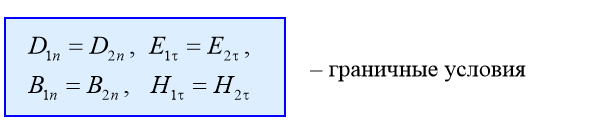 D₁ₙ = D₂ₙ, E₁τ = E₂τ,
B₁ₙ = B₂ₙ, H₁τ = H₂τ
– граничные условия